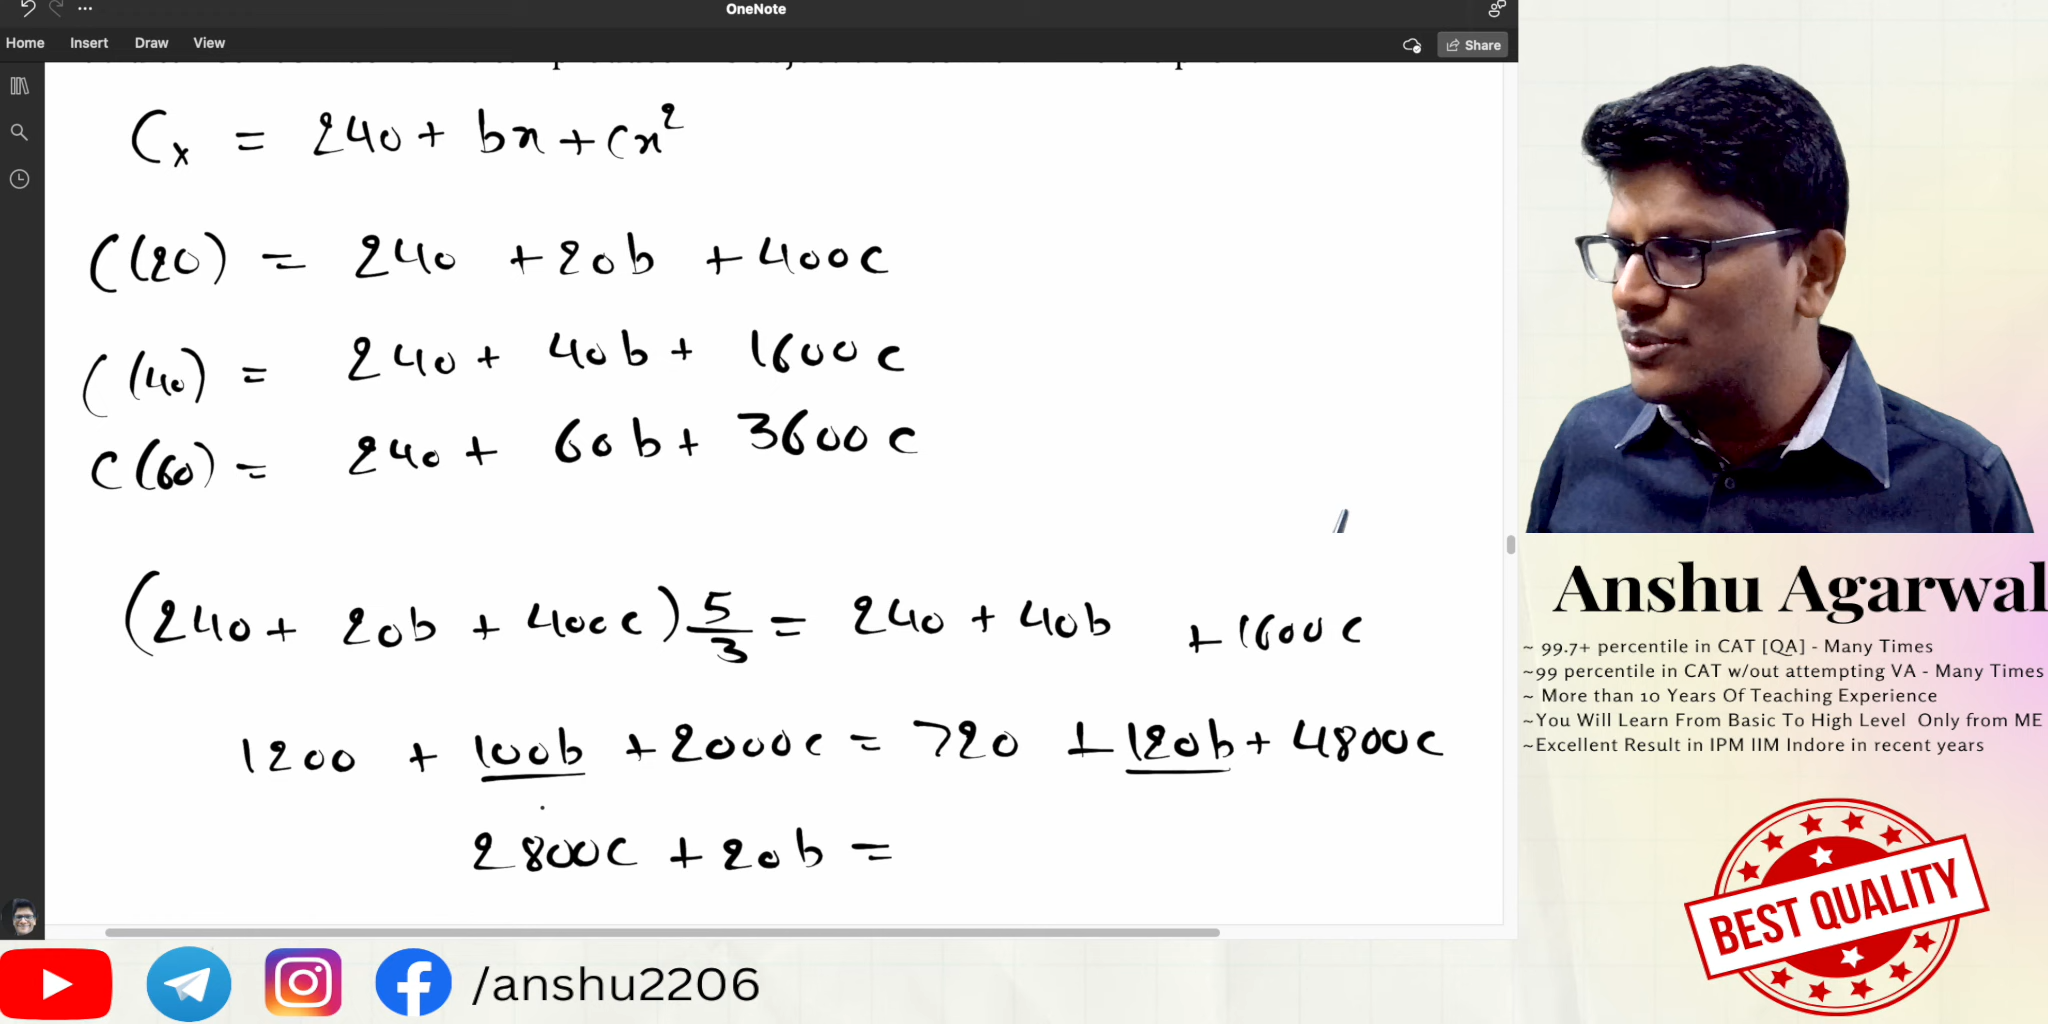 OneNote
Home Insert Draw View
Share
Cx = 240 + bx + cx²
C(20) = 240 + 20b + 400c
C(40) = 240 + 40b + 1600c
C(60) = 240 + 60b + 3600c
(240 + 20b + 400c) 5/3 = 240 + 40b + 1600c
1200 + 100b + 2000c = 720 + 120b + 4800c
2800c + 20b =
Anshu Agarwal
~ 99.7+ percentile in CAT [QA] - Many Times
~99 percentile in CAT w/out attempting VA - Many Times
~ More than 10 Years Of Teaching Experience
~You Will Learn From Basic To High Level Only from ME
~Excellent Result in IPM IIM Indore in recent years
BEST QUALITY
/anshu2206